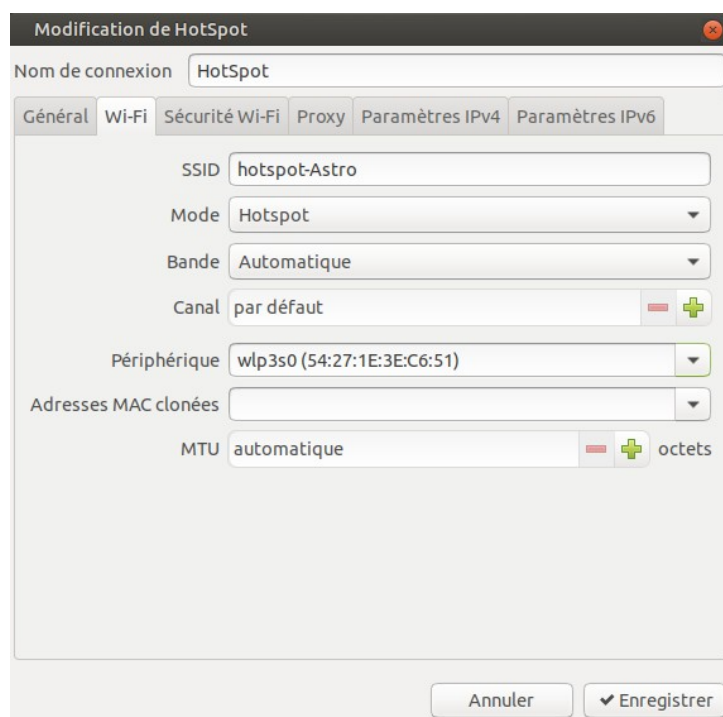 Modification de HotSpot
Nom de connexion HotSpot
Général Wi-Fi Sécurité Wi-Fi Proxy Paramètres IPv4 Paramètres IPv6
SSID hotspot-Astro
Mode Hotspot
Bande Automatique
Canal par défaut
Périphérique wlp3s0 (54:27:1E:3E:C6:51)
Adresses MAC clonées
MTU automatique octets
Annuler Enregistrer